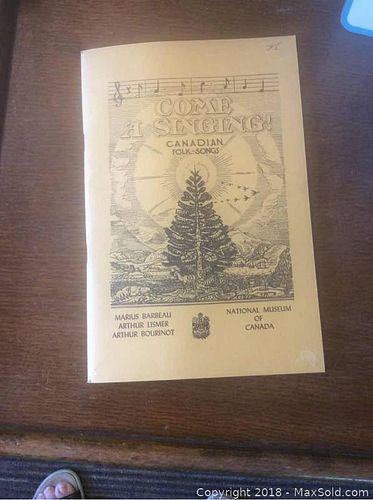 COME
A SINGING!
CANADIAN
FOLK-SONGS
MARIUS BARBEAU
ARTHUR LISMER
ARTHUR BOURINOT
NATIONAL MUSEUM
OF
CANADA
Copyright 2018 - MaxSold.com